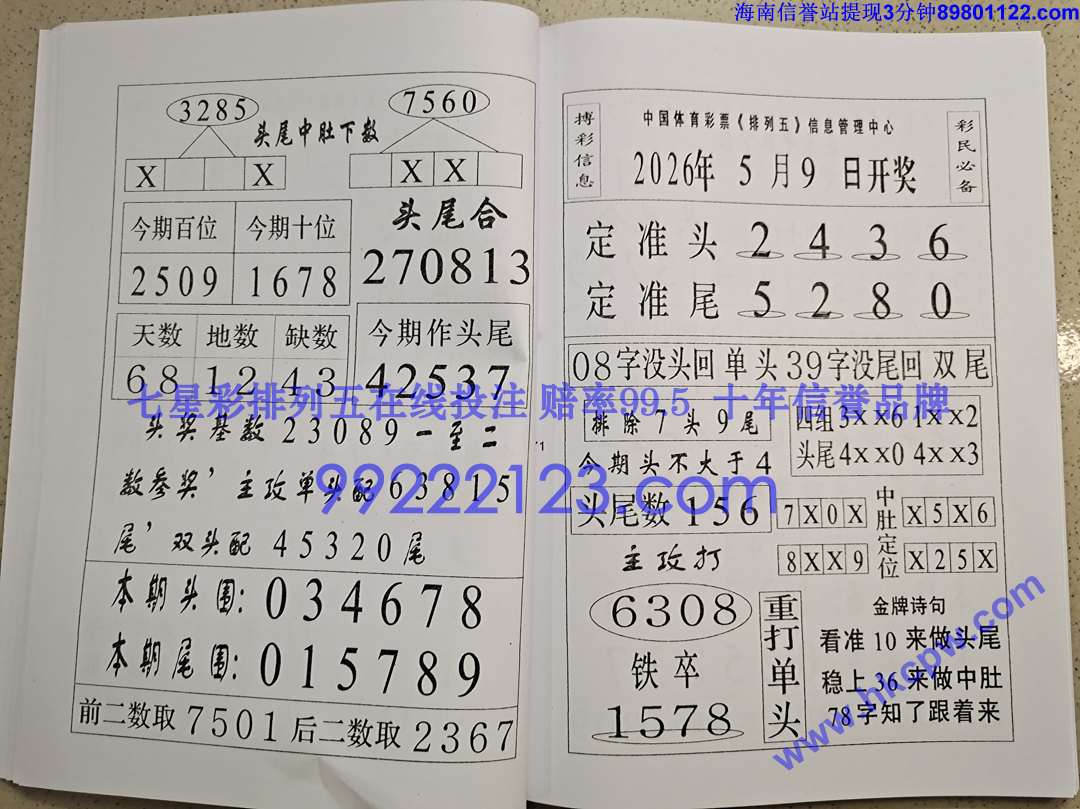 海南信誉站提现3分钟89801122.com
3285
7560
头尾中肚下数
X X
X X
今期百位 今期十位
2509 1678
头尾合
270813
天数 地数 缺数
68 12 43
今期作头尾
42537
七星彩排列五在线投注 赔率99.5 十年信誉品牌
头奖基数23089一至二
数参奖’主攻单头配63815
尾’双头配45320尾
99222123.com
本期头围:034678
本期尾围:015789
前二数取7501后二数取2367
1
搏彩信息
中国体育彩票《排列五》信息管理中心
2026年 5月9日开奖
彩民必备
定准头 2 4 3 6
定准尾 5 2 8 0
08字没头回单头39字没尾回双尾
排除7头9尾
今期头不大于4
四组3XX6 1XX2
头尾4XX0 4XX3
头尾数156
7X0X
8XX9
中肚定位
X5X6
X25X
主攻打
6308
铁卒
1578
重打单头
金牌诗句
看准10来做头尾
稳上36来做中肚
78字知了跟着来
www.hkcpw.com